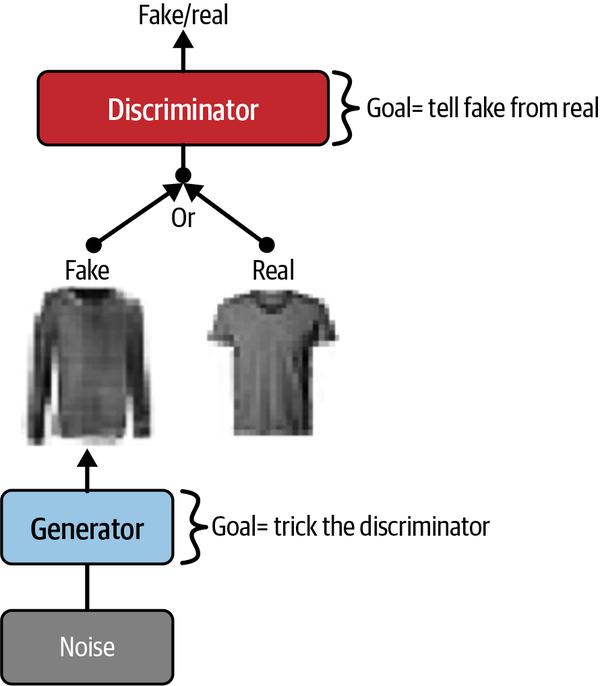 Fake/real
Discriminator
Goal= tell fake from real
Or
Fake
Real
Generator
Goal= trick the discriminator
Noise